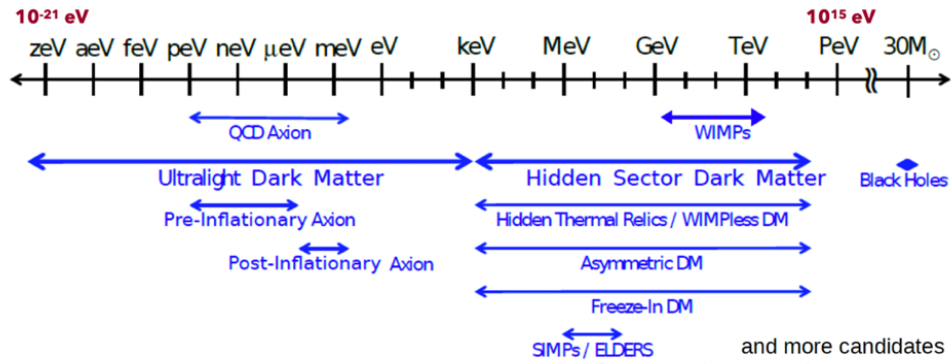 10-21 eV 1015 eV
zeV aeV feV peV neV μeV meV eV keV MeV GeV TeV PeV 30M☉
QCD Axion WIMPs
Ultralight Dark Matter Hidden Sector Dark Matter Black Holes
Pre-Inflationary Axion Hidden Thermal Relics / WIMPless DM
Post-Inflationary Axion Asymmetric DM
Freeze-In DM
SIMPs / ELDERS and more candidates